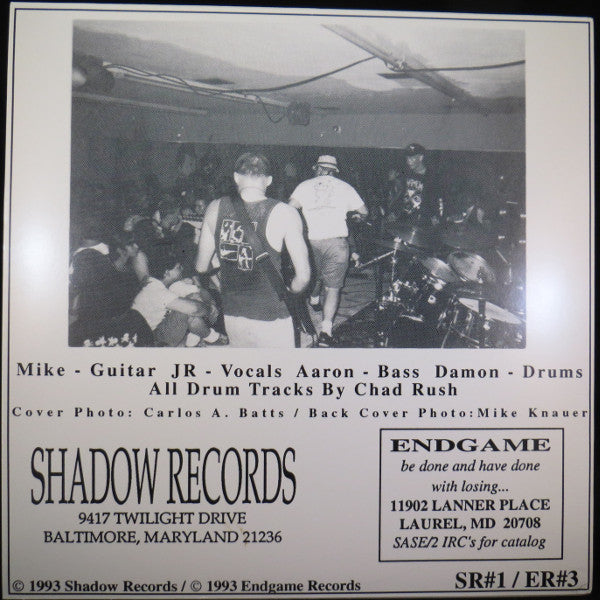 Mike - Guitar JR - Vocals Aaron - Bass Damon - Drums
All Drum Tracks By Chad Rush
Cover Photo: Carlos A. Batts / Back Cover Photo:Mike Knauer
SHADOW RECORDS
9417 TWILIGHT DRIVE
BALTIMORE, MARYLAND 21236
ENDGAME
be done and have done
with losing...
11902 LANNER PLACE
LAUREL, MD 20708
SASE/2 IRC's for catalog
© 1993 Shadow Records / © 1993 Endgame Records
SR#1 / ER#3